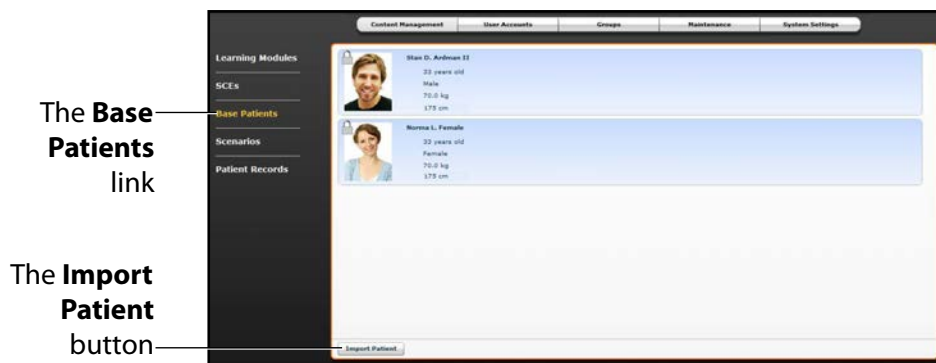 Content Management User Accounts Groups Maintenance System Settings
Learning Modules
SCEs
Base Patients
Scenarios
Patient Records
Stan D. Ardman II
33 years old
Male
70.0 kg
175 cm
Norma L. Female
33 years old
Female
70.0 kg
175 cm
Import Patient
The Base
Patients
link
The Import
Patient
button